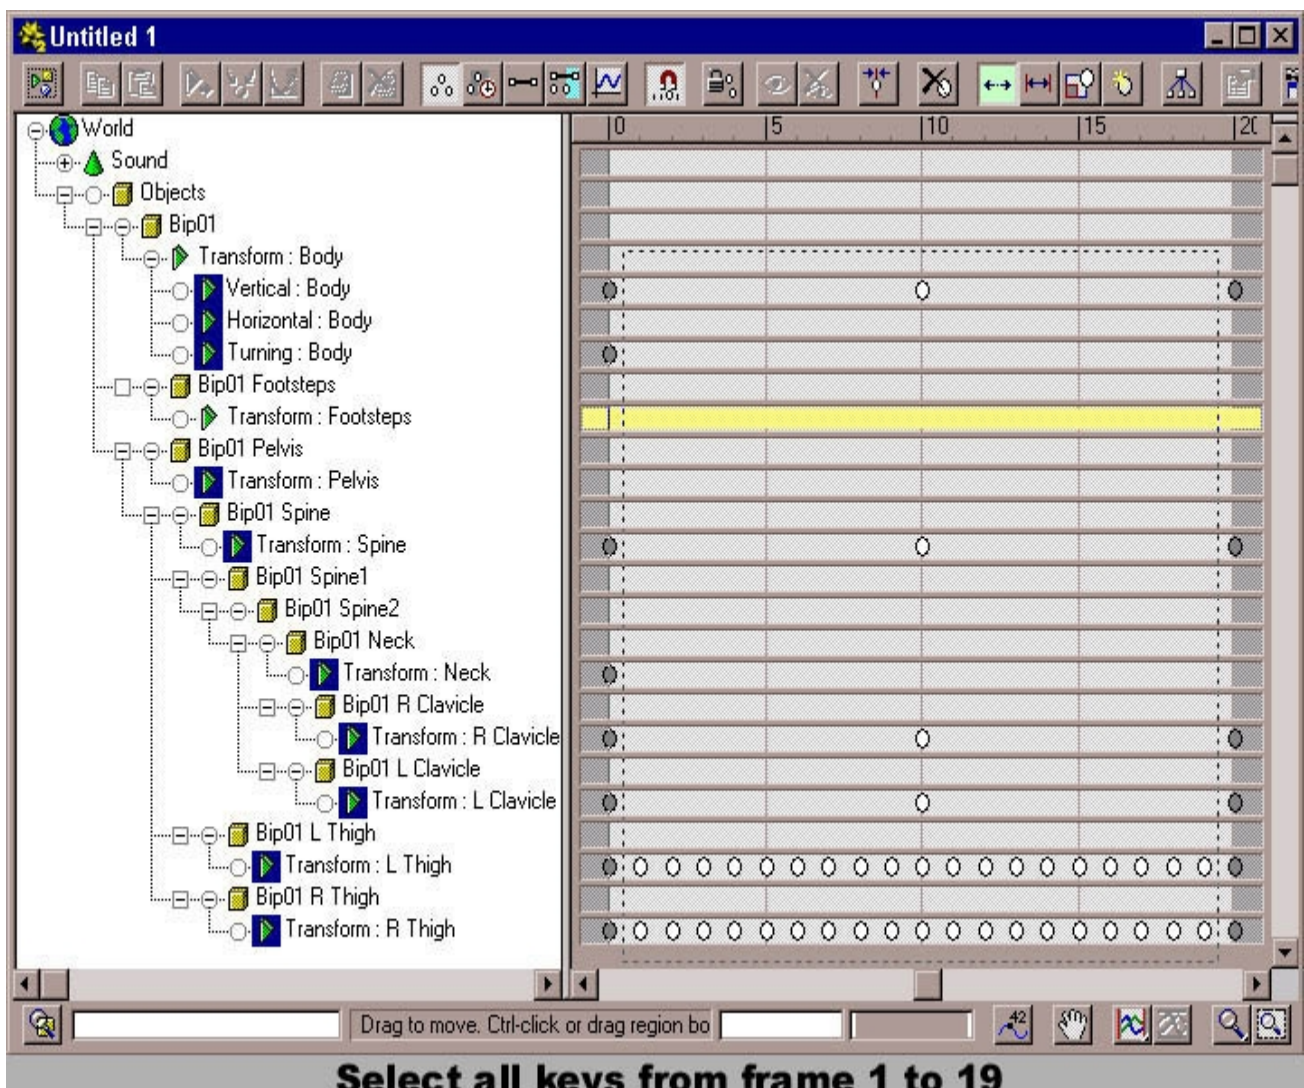 Untitled 1
0 5 10 15 20
World
Sound
Objects
Bip01
Transform : Body
Vertical : Body
Horizontal : Body
Turning : Body
Bip01 Footsteps
Transform : Footsteps
Bip01 Pelvis
Transform : Pelvis
Bip01 Spine
Transform : Spine
Bip01 Spine1
Bip01 Spine2
Bip01 Neck
Transform : Neck
Bip01 R Clavicle
Transform : R Clavicle
Bip01 L Clavicle
Transform : L Clavicle
Bip01 L Thigh
Transform : L Thigh
Bip01 R Thigh
Transform : R Thigh
Drag to move. Ctrl-click or drag region bo
42
Select all keys from frame 1 to 19